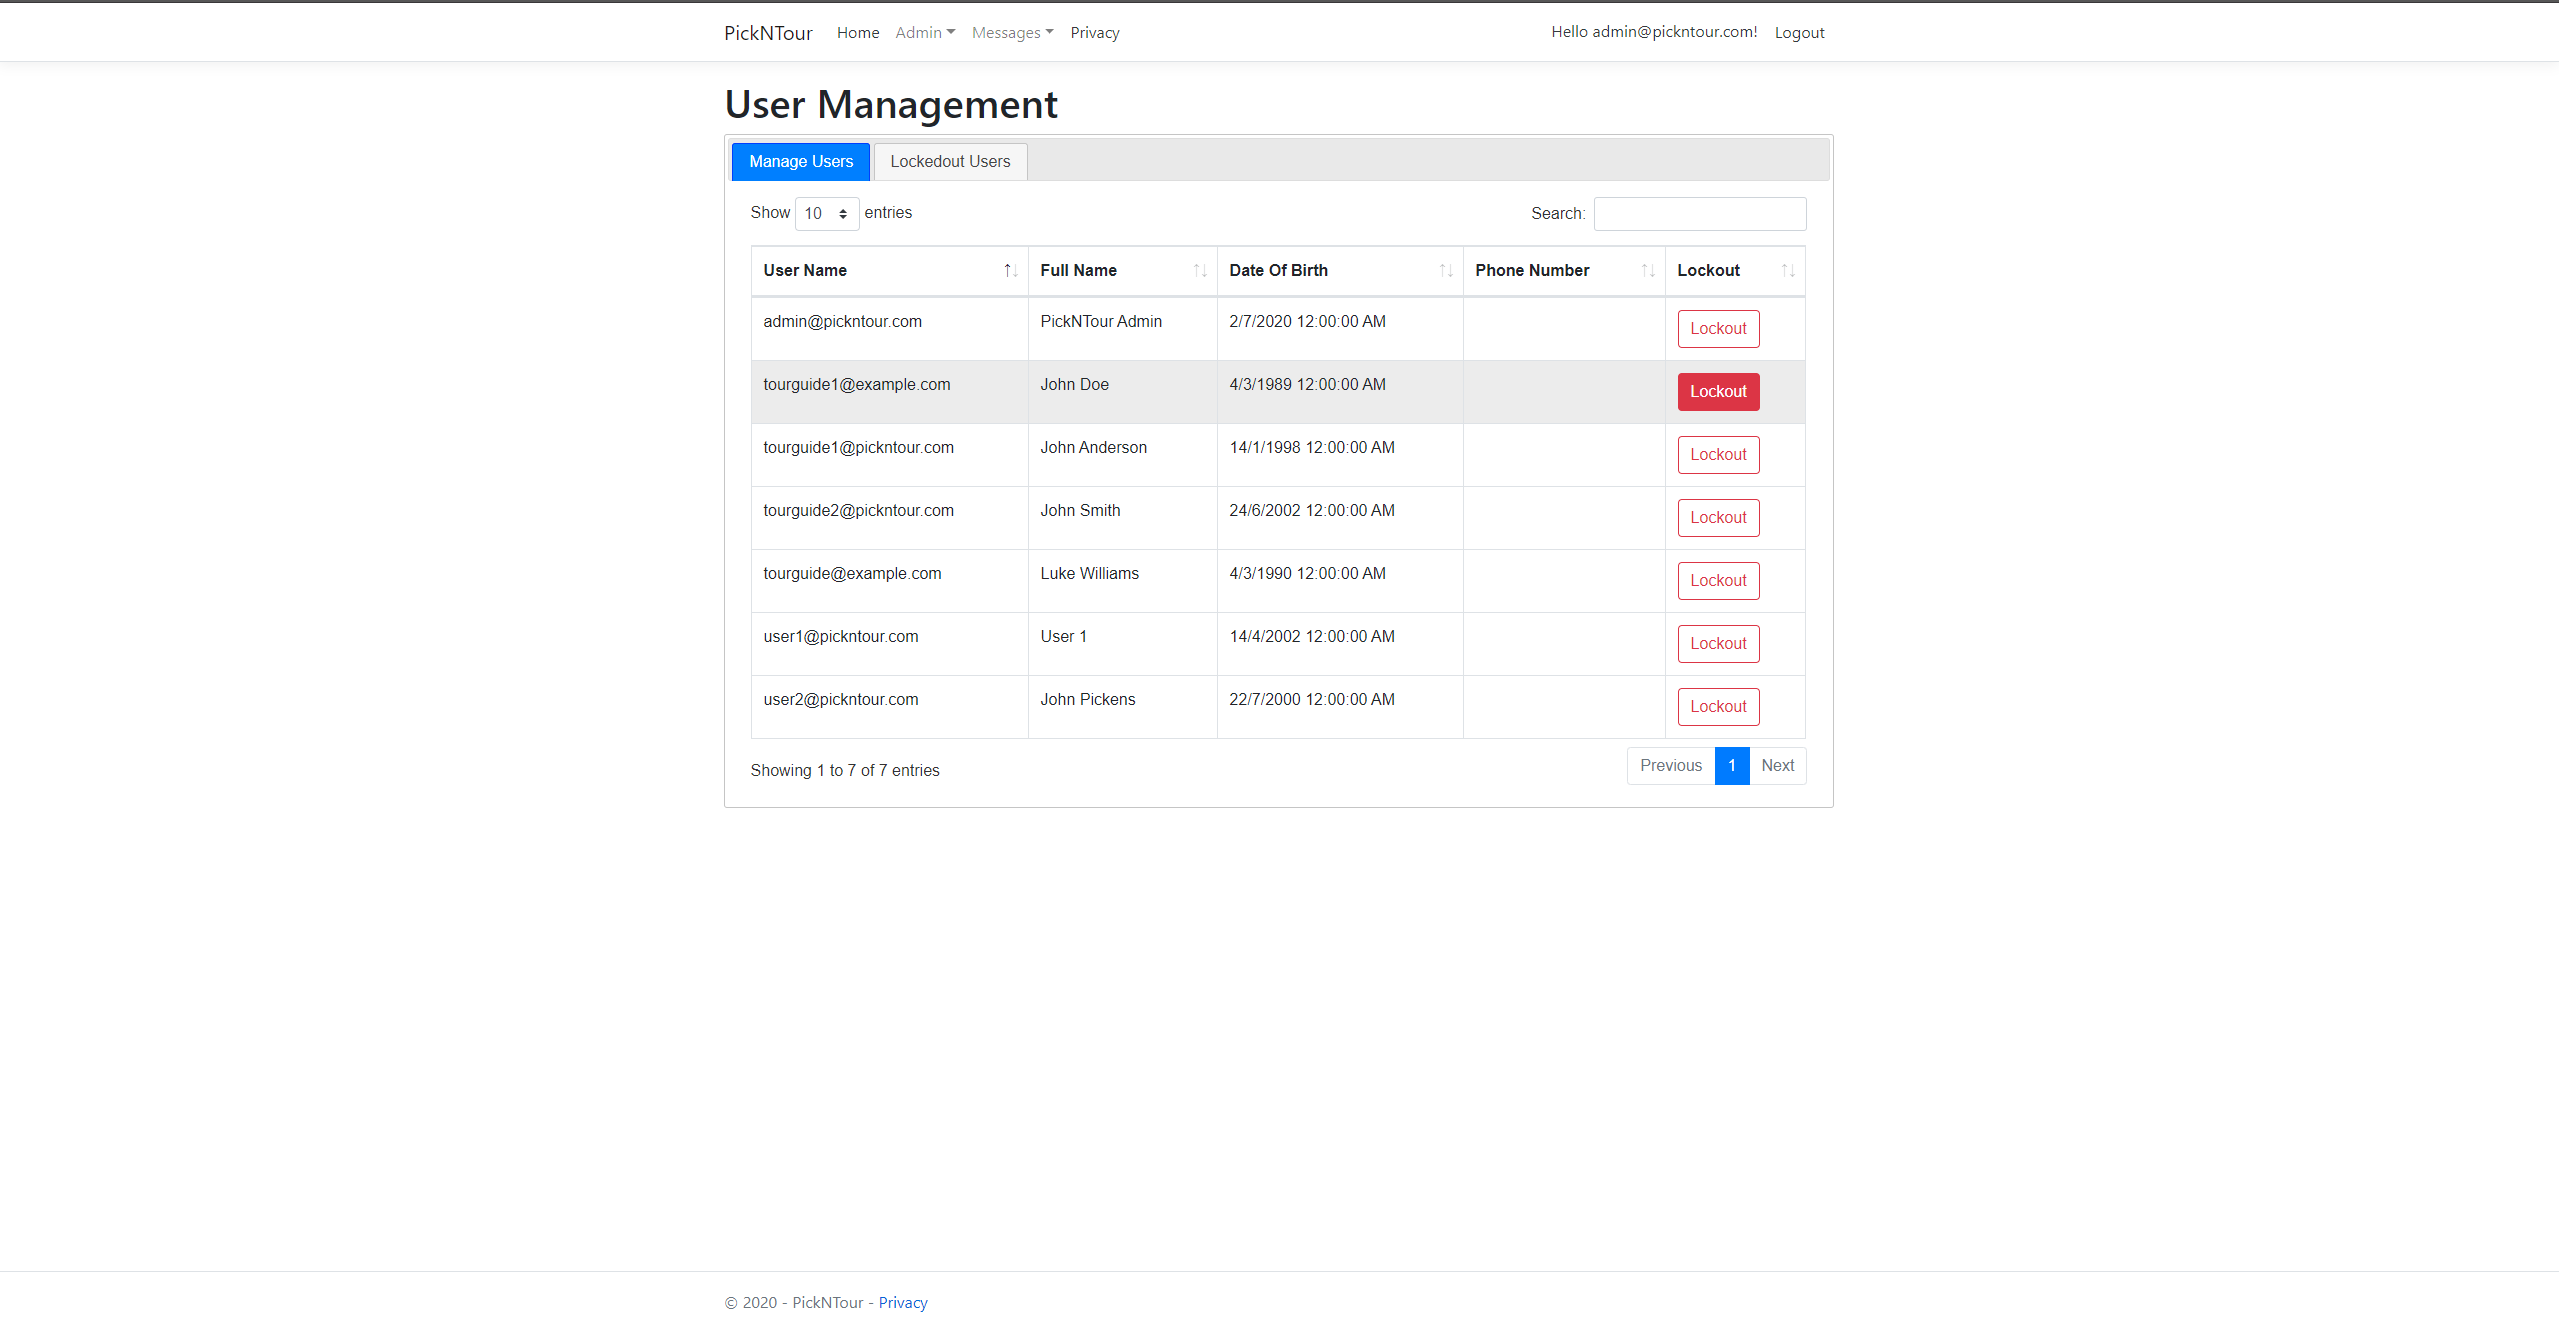 PickNTour Home Admin Messages Privacy Hello admin@pickntour.com! Logout
User Management
Manage Users Lockedout Users
Show 10 entries Search:
User Name Full Name Date Of Birth Phone Number Lockout
admin@pickntour.com PickNTour Admin 2/7/2020 12:00:00 AM Lockout
tourguide1@example.com John Doe 4/3/1989 12:00:00 AM Lockout
tourguide1@pickntour.com John Anderson 14/1/1998 12:00:00 AM Lockout
tourguide2@pickntour.com John Smith 24/6/2002 12:00:00 AM Lockout
tourguide@example.com Luke Williams 4/3/1990 12:00:00 AM Lockout
user1@pickntour.com User 1 14/4/2002 12:00:00 AM Lockout
user2@pickntour.com John Pickens 22/7/2000 12:00:00 AM Lockout
Showing 1 to 7 of 7 entries Previous 1 Next
© 2020 - PickNTour - Privacy